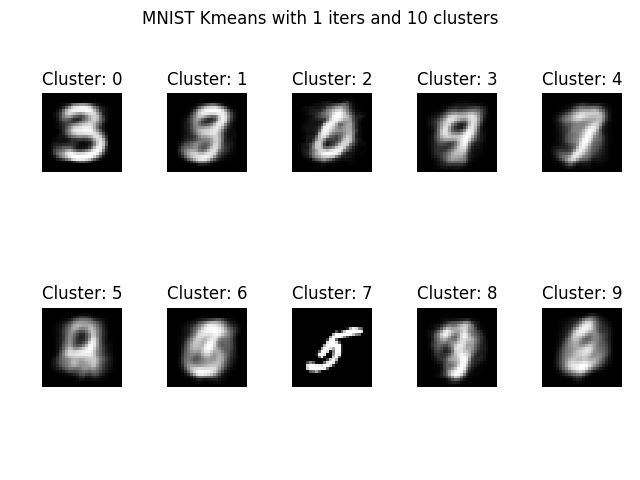 MNIST Kmeans with 1 iters and 10 clusters
Cluster: 0 Cluster: 1 Cluster: 2 Cluster: 3 Cluster: 4
Cluster: 5 Cluster: 6 Cluster: 7 Cluster: 8 Cluster: 9